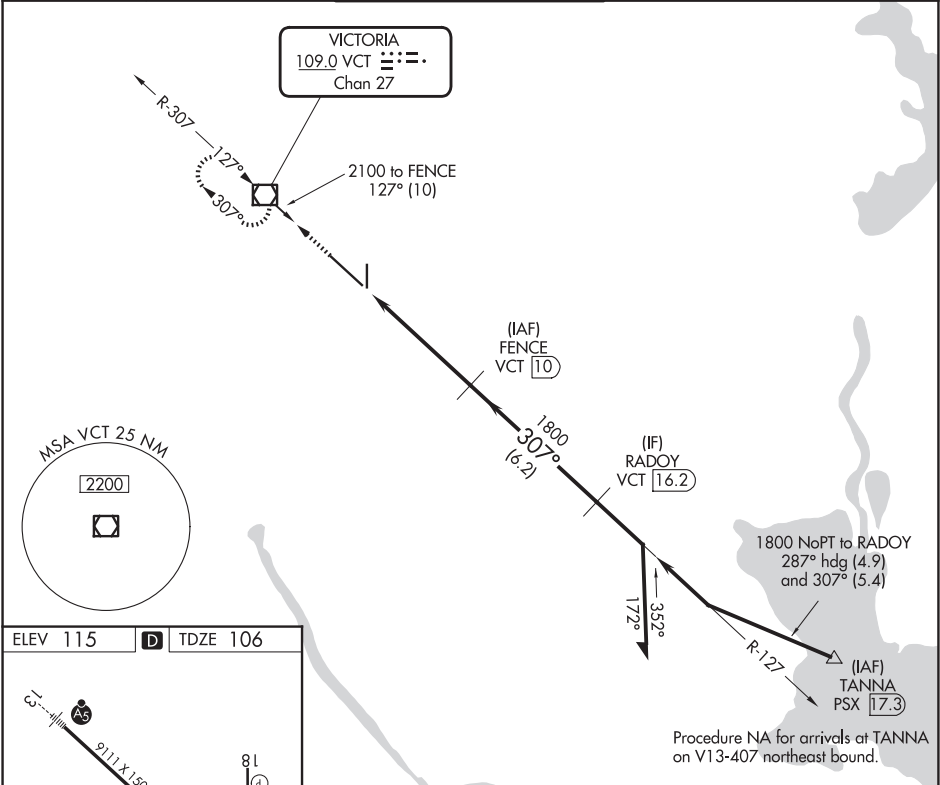 VICTORIA
109.0 VCT
Chan 27
R-307
127°
307°
2100 to FENCE
127° (10)
(IAF)
FENCE
VCT 10
1800
307°
(6.2)
(IF)
RADOY
VCT 16.2
MSA VCT 25 NM
2200
1800 NoPT to RADOY
287° hdg (4.9)
and 307° (5.4)
172°
352°
R-127
(IAF)
TANNA
PSX 17.3
Procedure NA for arrivals at TANNA
on V13-407 northeast bound.
ELEV 115 D TDZE 106
13
A5
9111 X 150
18
P